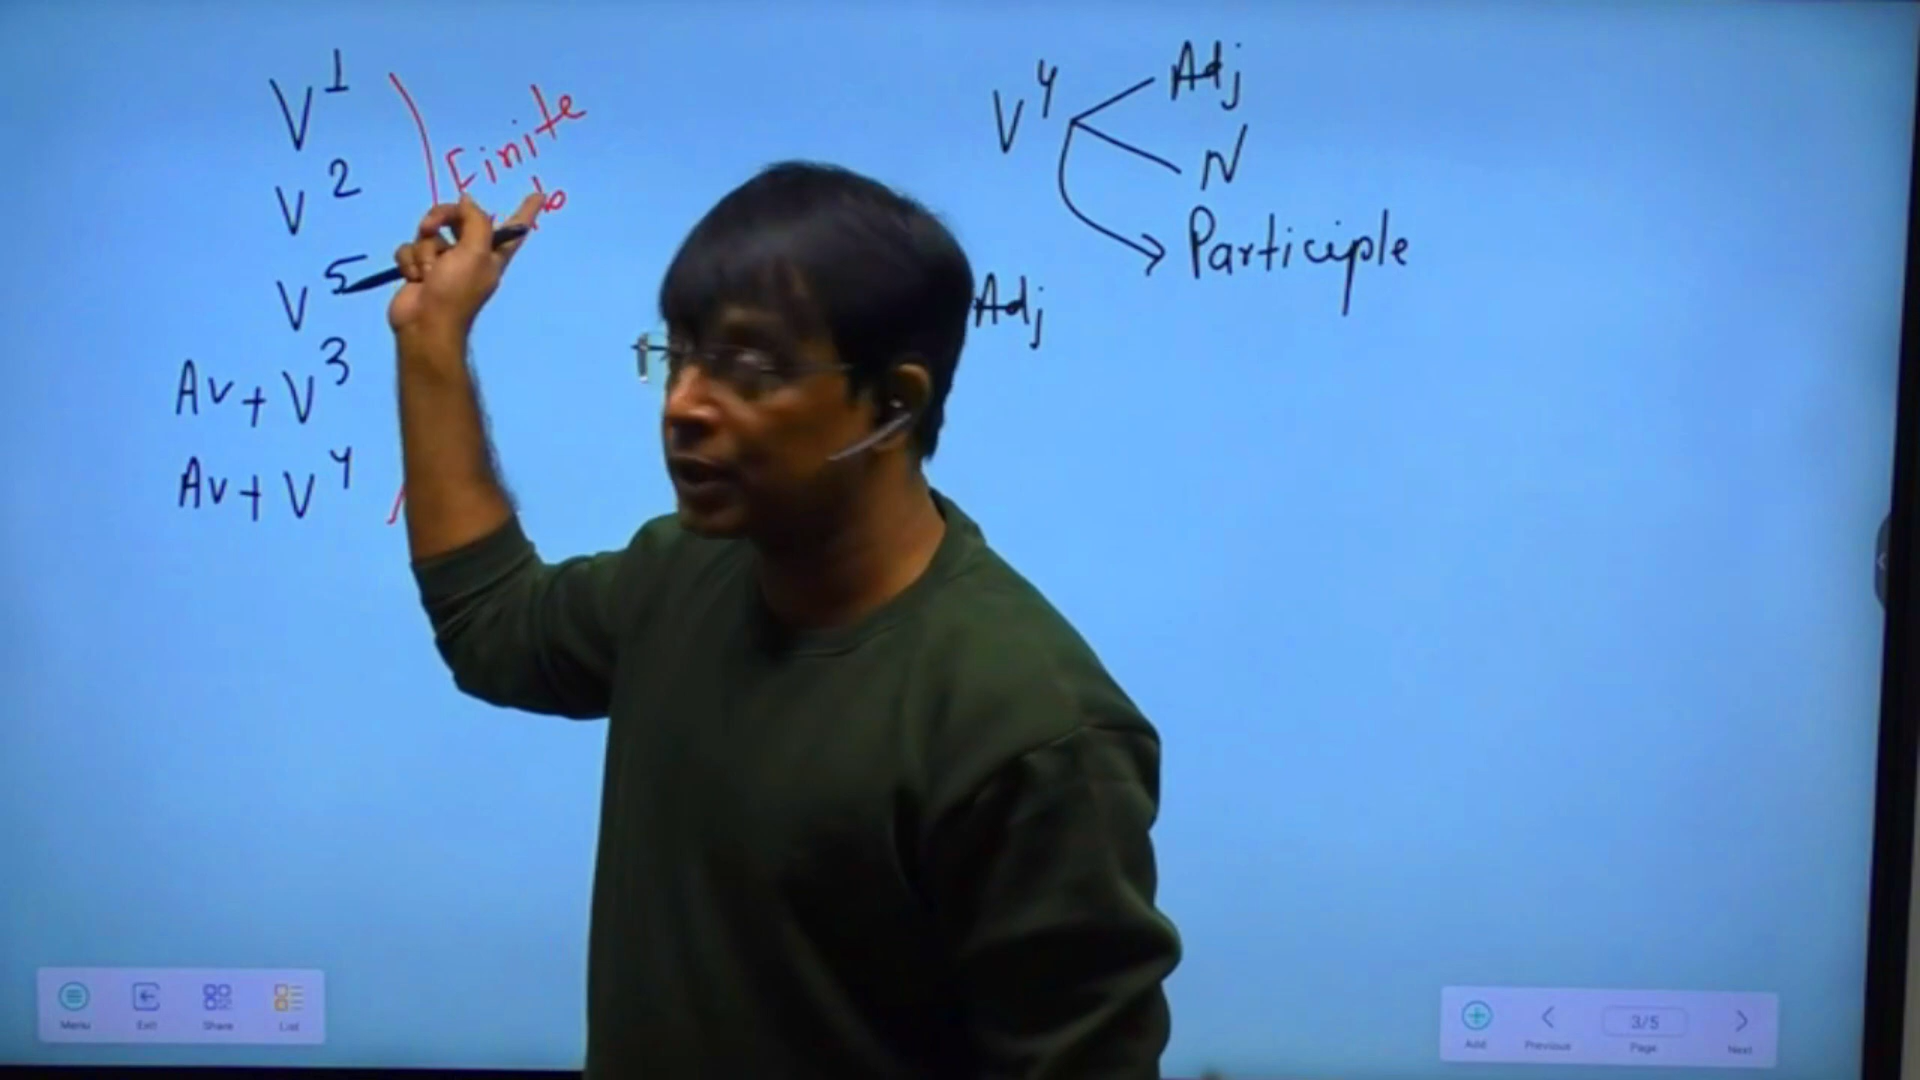 V1
V2
V5
Av + V3
Av + V4
Finite
V4
Adj
N
Participle
Adj
Menu
Exit
Share
List
Add
Previous
3/5
Page
Next